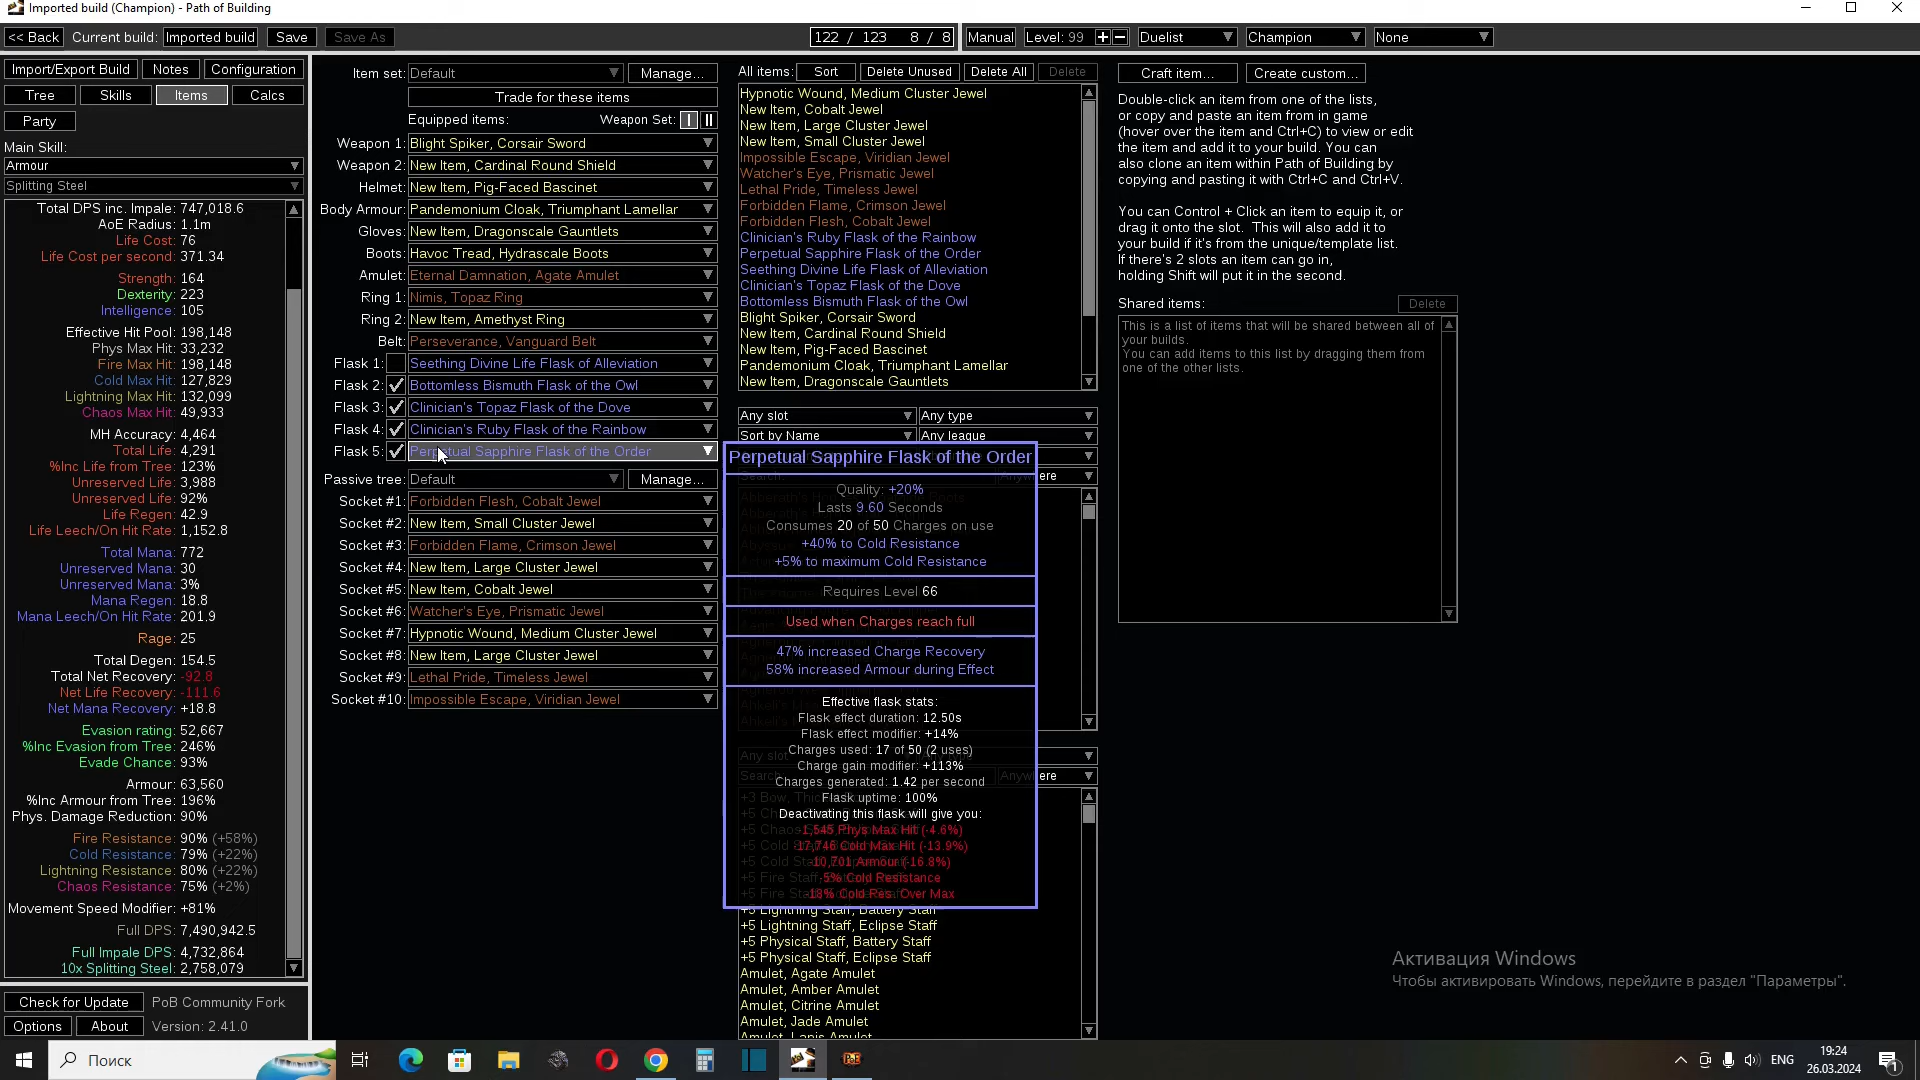 Imported build (Champion) - Path of Building
<< Back Current build: Imported build Save Save As 122 / 123 8 / 8 Manual Level: 99 Duelist Champion None
Import/Export Build Notes Configuration
Tree Skills Items Calcs
Party
Main Skill:
Armour
Splitting Steel
Total DPS inc. Impale: 747,018.6
AoE Radius: 1.1m
Life Cost: 76
Life Cost per second: 371.34
Strength: 164
Dexterity: 223
Intelligence: 105
Effective Hit Pool: 198,148
Phys Max Hit: 33,232
Fire Max Hit: 198,148
Cold Max Hit: 127,829
Lightning Max Hit: 132,099
Chaos Max Hit: 49,933
MH Accuracy: 4,464
Total Life: 4,291
%Inc Life from Tree: 123%
Unreserved Life: 3,988
Unreserved Life: 92%
Life Regen: 42.9
Life Leech/On Hit Rate: 1,152.8
Total Mana: 772
Unreserved Mana: 30
Unreserved Mana: 3%
Mana Regen: 18.8
Mana Leech/On Hit Rate: 201.9
Rage: 25
Total Degen: 154.5
Total Net Recovery: -92.8
Net Life Recovery: -111.6
Net Mana Recovery: +18.8
Evasion rating: 52,667
%Inc Evasion from Tree: 246%
Evade Chance: 93%
Armour: 63,560
%Inc Armour from Tree: 196%
Phys. Damage Reduction: 90%
Fire Resistance: 90% (+58%)
Cold Resistance: 79% (+22%)
Lightning Resistance: 80% (+22%)
Chaos Resistance: 75% (+2%)
Movement Speed Modifier: +81%
Full DPS: 7,490,942.5
Full Impale DPS: 4,732,864
10x Splitting Steel: 2,758,079
Check for Update PoB Community Fork
Options About Version: 2.41.0
Item set: Default Manage...
Trade for these items
Equipped items: Weapon Set: I II
Weapon 1: Blight Spiker, Corsair Sword
Weapon 2: New Item, Cardinal Round Shield
Helmet: New Item, Pig-Faced Bascinet
Body Armour: Pandemonium Cloak, Triumphant Lamellar
Gloves: New Item, Dragonscale Gauntlets
Boots: Havoc Tread, Hydrascale Boots
Amulet: Eternal Damnation, Agate Amulet
Ring 1: Nimis, Topaz Ring
Ring 2: New Item, Amethyst Ring
Belt: Perseverance, Vanguard Belt
Flask 1: Seething Divine Life Flask of Alleviation
Flask 2: Bottomless Bismuth Flask of the Owl
Flask 3: Clinician's Topaz Flask of the Dove
Flask 4: Clinician's Ruby Flask of the Rainbow
Flask 5: Perpetual Sapphire Flask of the Order
Passive tree: Default Manage...
Socket #1: Forbidden Flesh, Cobalt Jewel
Socket #2: New Item, Small Cluster Jewel
Socket #3: Forbidden Flame, Crimson Jewel
Socket #4: New Item, Large Cluster Jewel
Socket #5: New Item, Cobalt Jewel
Socket #6: Watcher's Eye, Prismatic Jewel
Socket #7: Hypnotic Wound, Medium Cluster Jewel
Socket #8: New Item, Large Cluster Jewel
Socket #9: Lethal Pride, Timeless Jewel
Socket #10: Impossible Escape, Viridian Jewel
All items: Sort Delete Unused Delete All Delete
Hypnotic Wound, Medium Cluster Jewel
New Item, Cobalt Jewel
New Item, Large Cluster Jewel
New Item, Small Cluster Jewel
Impossible Escape, Viridian Jewel
Watcher's Eye, Prismatic Jewel
Lethal Pride, Timeless Jewel
Forbidden Flame, Crimson Jewel
Forbidden Flesh, Cobalt Jewel
Clinician's Ruby Flask of the Rainbow
Perpetual Sapphire Flask of the Order
Seething Divine Life Flask of Alleviation
Clinician's Topaz Flask of the Dove
Bottomless Bismuth Flask of the Owl
Blight Spiker, Corsair Sword
New Item, Cardinal Round Shield
New Item, Pig-Faced Bascinet
Pandemonium Cloak, Triumphant Lamellar
New Item, Dragonscale Gauntlets
Any slot Any type
Sort by Name Any league
Perpetual Sapphire Flask of the Order
Quality: +20%
Lasts 9.60 Seconds
Consumes 20 of 50 Charges on use
+40% to Cold Resistance
+5% to maximum Cold Resistance
Requires Level 66
Used when Charges reach full
47% increased Charge Recovery
58% increased Armour during Effect
Effective flask stats:
Flask effect duration: 12.50s
Flask effect modifier: +14%
Charges used: 17 of 50 (2 uses)
Charge gain modifier: +113%
Charges generated: 1.42 per second
Flask uptime: 100%
Deactivating this flask will give you:
-1,545 Phys Max Hit (-4.6%)
-17,746 Cold Max Hit (-13.9%)
-10,701 Armour (-16.8%)
-5% Cold Resistance
-18% Cold Res. Over Max
+5 Lightning Staff, Battery Staff
+5 Lightning Staff, Eclipse Staff
+5 Physical Staff, Battery Staff
+5 Physical Staff, Eclipse Staff
Amulet, Agate Amulet
Amulet, Amber Amulet
Amulet, Citrine Amulet
Amulet, Jade Amulet
Amulet, Lapis Amulet
Craft item... Create custom...
Double-click an item from one of the lists,
or copy and paste an item from in game
(hover over the item and Ctrl+C) to view or edit
the item and add it to your build. You can
also clone an item within Path of Building by
copying and pasting it with Ctrl+C and Ctrl+V.
You can Control + Click an item to equip it, or
drag it onto the slot. This will also add it to
your build if it's from the unique/template list.
If there's 2 slots an item can go in,
holding Shift will put it in the second.
Shared items: Delete
This is a list of items that will be shared between all of
your builds.
You can add items to this list by dragging them from
one of the other lists.
Активация Windows
Чтобы активировать Windows, перейдите в раздел "Параметры".
Поиск
ENG
19:24
26.03.2024
1